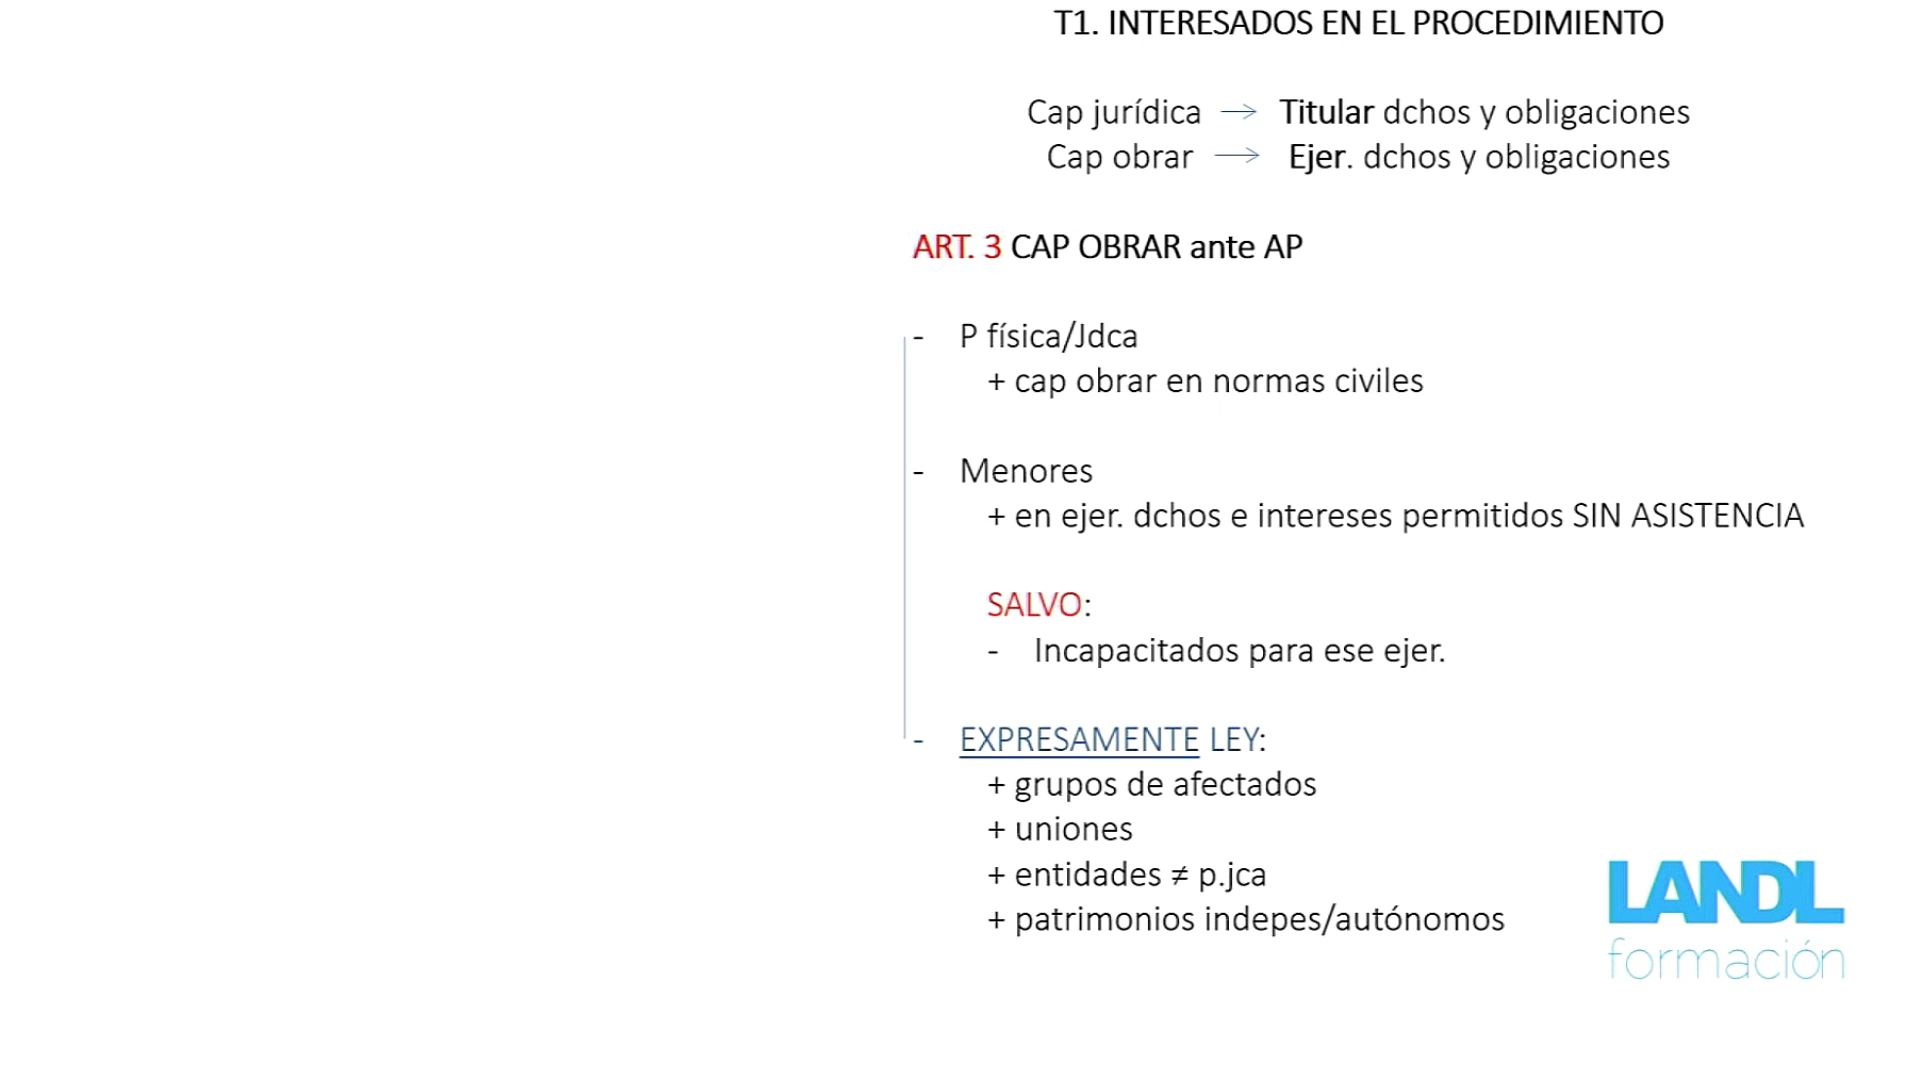 T1. INTERESADOS EN EL PROCEDIMIENTO
Cap jurídica → Titular dchos y obligaciones
Cap obrar → Ejer. dchos y obligaciones
ART. 3 CAP OBRAR ante AP
- P física/Jdca
+ cap obrar en normas civiles
- Menores
+ en ejer. dchos e intereses permitidos SIN ASISTENCIA
SALVO:
- Incapacitados para ese ejer.
- EXPRESAMENTE LEY:
+ grupos de afectados
+ uniones
+ entidades ≠ p.jca
+ patrimonios indepes/autónomos
LANDL
formación